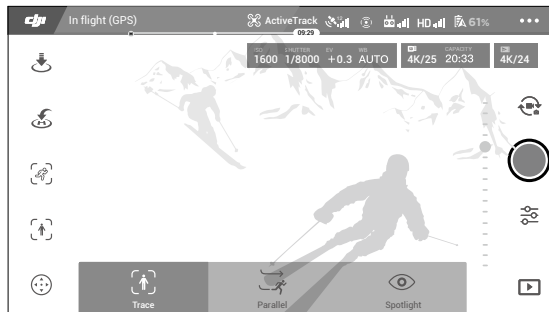 dji In flight (GPS) ActiveTrack HD 61%
09:29
ISO SHUTTER EV WB CAPACITY
1600 1/8000 +0.3 AUTO 4K/25 20:33 4K/24
H
Trace Parallel Spotlight